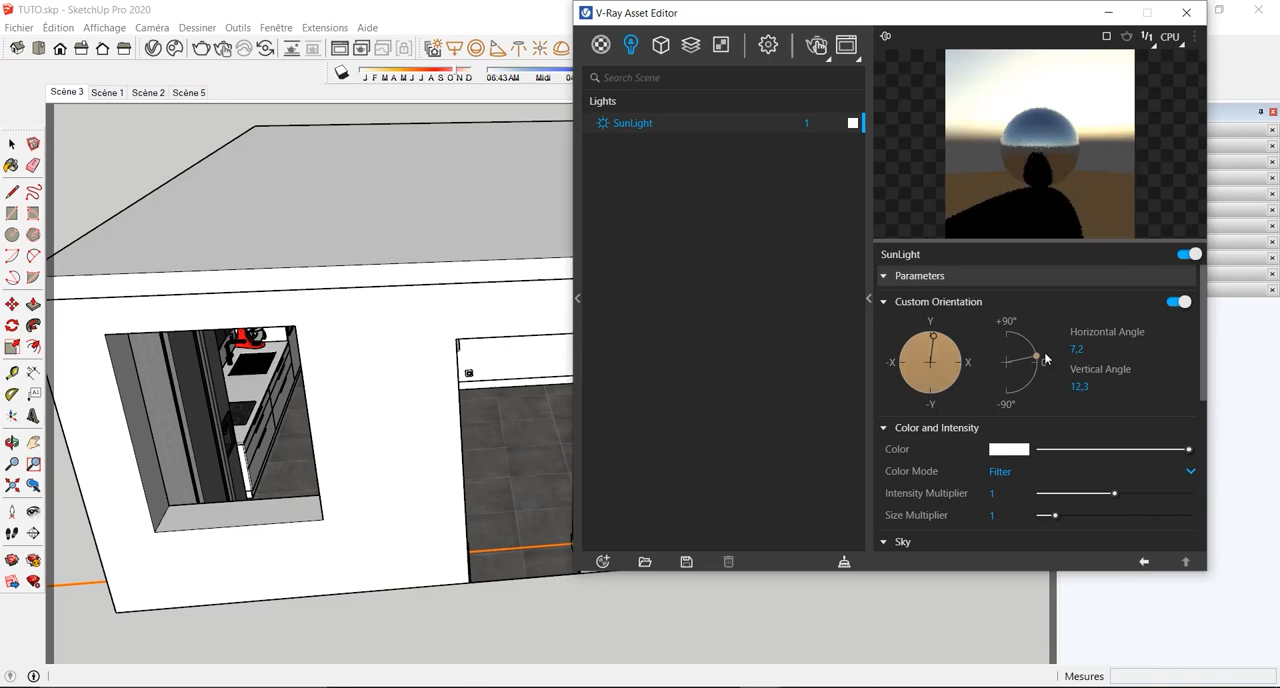 TUTO.skp - SketchUp Pro 2020
Fichier Édition Affichage Caméra Dessiner Outils Fenêtre Extensions Aide
J F M A M J J A S O N D 06:43 AM Midi
Scène 3 Scène 1 Scène 2 Scène 5
V-Ray Asset Editor
Search Scene
Lights
SunLight 1
1/1 CPU
SunLight
Parameters
Custom Orientation
Y +90° Horizontal Angle
7,2
-X X 0° Vertical Angle
12,3
-Y -90°
Color and Intensity
Color
Color Mode Filter
Intensity Multiplier 1
Size Multiplier 1
Sky
Mesures